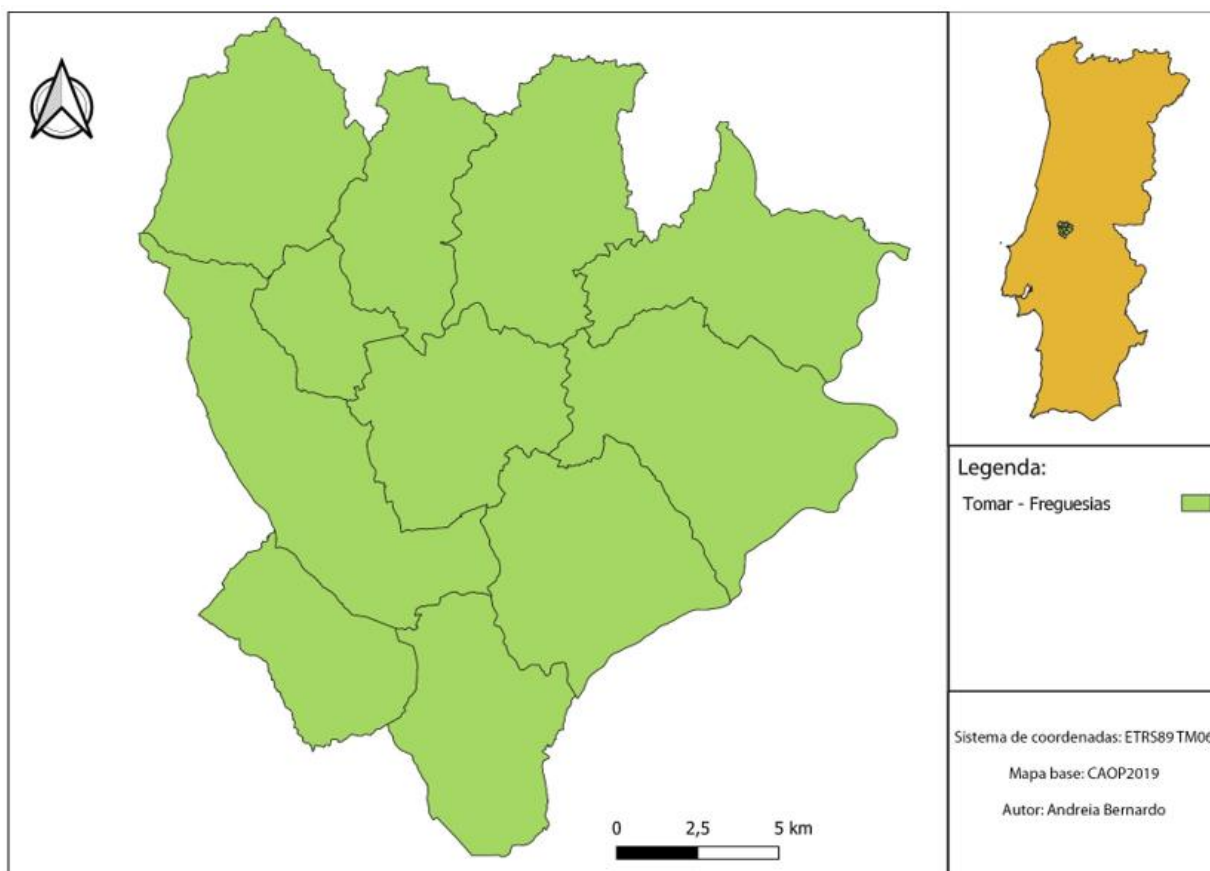 Legenda:
Tomar - Freguesias
Sistema de coordenadas: ETRS89 TM06
Mapa base: CAOP2019
Autor: Andreia Bernardo
0 2,5 5 km